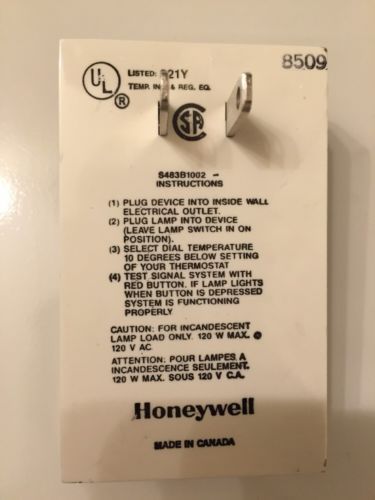 8509
UL
®
LISTED: 21Y
TEMP. IN & REG. EQ.
S483B1002 -
INSTRUCTIONS
(1) PLUG DEVICE INTO INSIDE WALL
ELECTRICAL OUTLET.
(2) PLUG LAMP INTO DEVICE
(LEAVE LAMP SWITCH IN ON
POSITION).
(3) SELECT DIAL TEMPERATURE
10 DEGREES BELOW SETTING
OF YOUR THERMOSTAT
(4) TEST SIGNAL SYSTEM WITH
RED BUTTON. IF LAMP LIGHTS
WHEN BUTTON IS DEPRESSED
SYSTEM IS FUNCTIONING
PROPERLY
CAUTION: FOR INCANDESCENT
LAMP LOAD ONLY. 120 W MAX.
120 V AC
ATTENTION: POUR LAMPES A
INCANDESCENCE SEULEMENT.
120 W MAX. SOUS 120 V C.A.
Honeywell
MADE IN CANADA